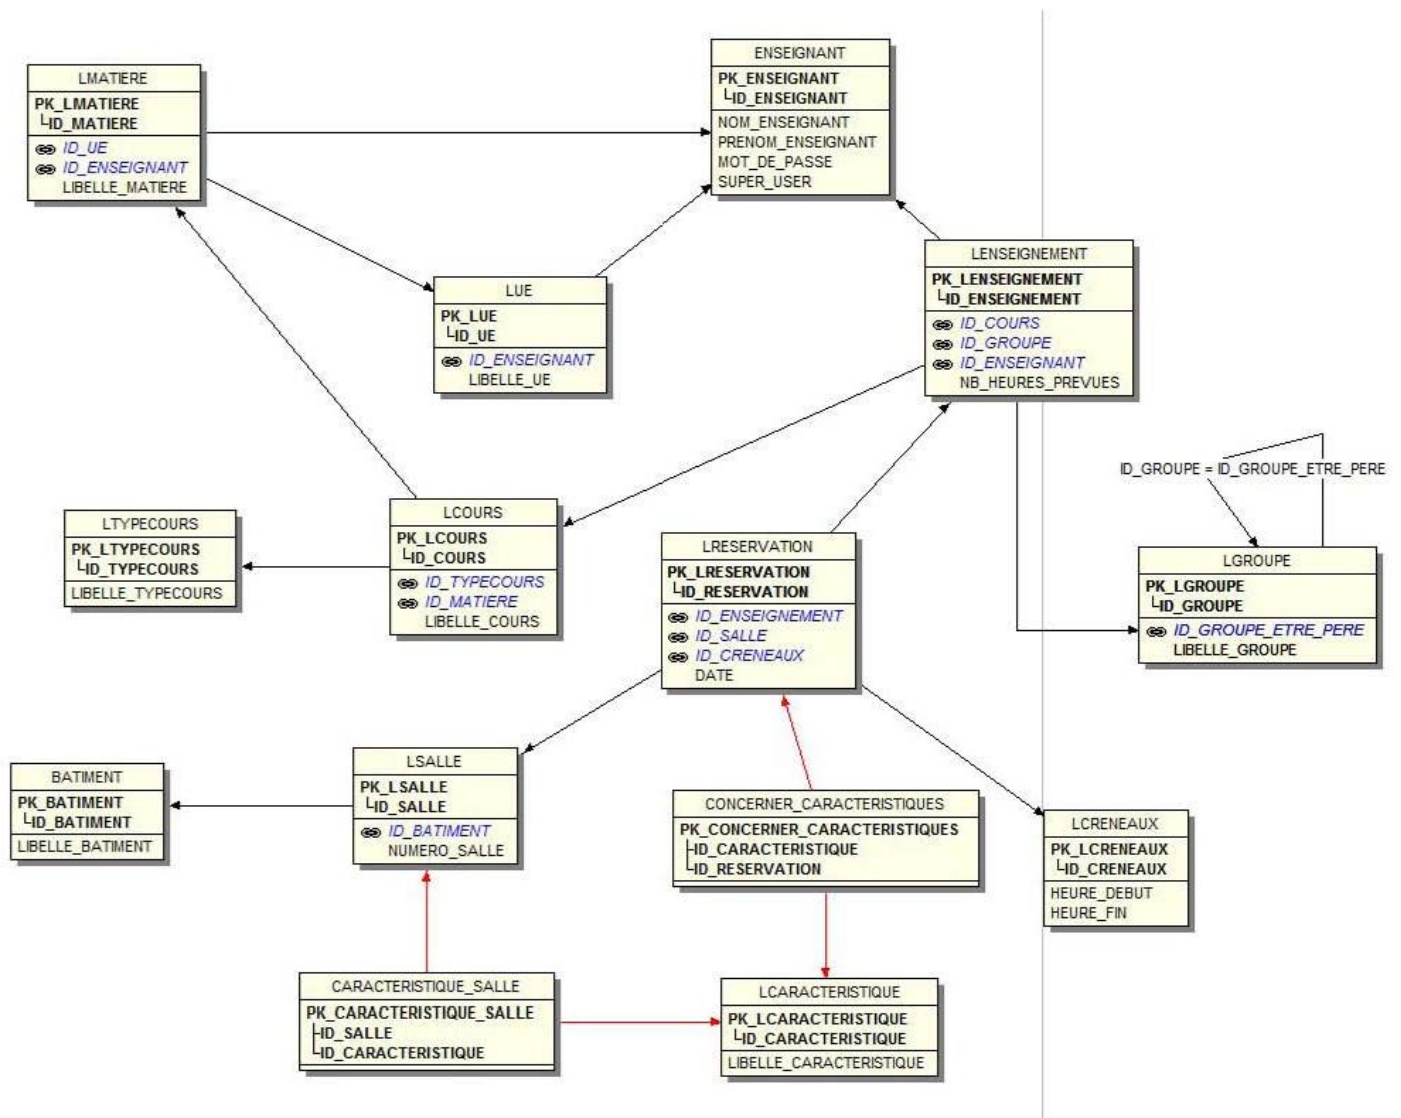 ENSEIGNANT
PK_ENSEIGNANT
ID_ENSEIGNANT
NOM_ENSEIGNANT
PRENOM_ENSEIGNANT
MOT_DE_PASSE
SUPER_USER
LMATIERE
PK_LMATIERE
ID_MATIERE
ID_UE
ID_ENSEIGNANT
LIBELLE_MATIERE
LENSEIGNEMENT
PK_LENSEIGNEMENT
ID_ENSEIGNEMENT
ID_COURS
ID_GROUPE
ID_ENSEIGNANT
NB_HEURES_PREVUES
LUE
PK_LUE
ID_UE
ID_ENSEIGNANT
LIBELLE_UE
ID_GROUPE = ID_GROUPE_ETRE_PERE
LTYPECOURS
PK_LTYPECOURS
ID_TYPECOURS
LIBELLE_TYPECOURS
LCOURS
PK_LCOURS
ID_COURS
ID_TYPECOURS
ID_MATIERE
LIBELLE_COURS
LRESERVATION
PK_LRESERVATION
ID_RESERVATION
ID_ENSEIGNEMENT
ID_SALLE
ID_CRENEAUX
DATE
LGROUPE
PK_LGROUPE
ID_GROUPE
ID_GROUPE_ETRE_PERE
LIBELLE_GROUPE
BATIMENT
PK_BATIMENT
ID_BATIMENT
LIBELLE_BATIMENT
LSALLE
PK_LSALLE
ID_SALLE
ID_BATIMENT
NUMERO_SALLE
CONCERNER_CARACTERISTIQUES
PK_CONCERNER_CARACTERISTIQUES
ID_CARACTERISTIQUE
ID_RESERVATION
LCRENEAUX
PK_LCRENEAUX
ID_CRENEAUX
HEURE_DEBUT
HEURE_FIN
CARACTERISTIQUE_SALLE
PK_CARACTERISTIQUE_SALLE
ID_SALLE
ID_CARACTERISTIQUE
LCARACTERISTIQUE
PK_LCARACTERISTIQUE
ID_CARACTERISTIQUE
LIBELLE_CARACTERISTIQUE